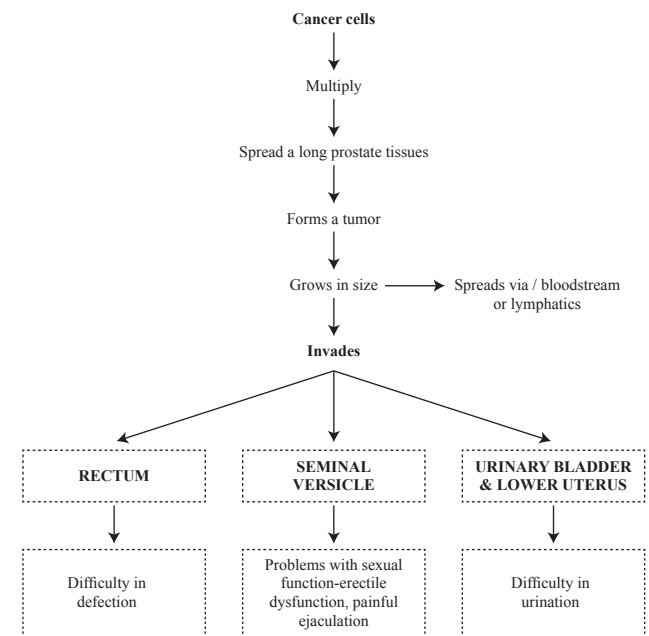 Cancer cells
Multiply
Spread a long prostate tissues
Forms a tumor
Grows in size
Spreads via / bloodstream
or lymphatics
Invades
RECTUM
SEMINAL
VERSICLE
URINARY BLADDER
& LOWER UTERUS
Difficulty in
defection
Problems with sexual
function-erectile
dysfunction, painful
ejaculation
Difficulty in
urination